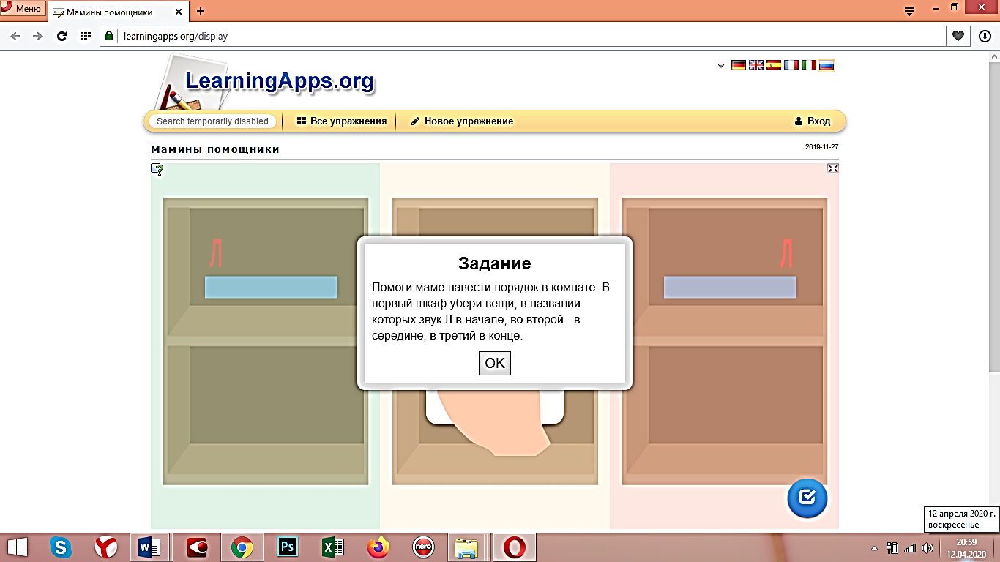 Меню
Мамины помощники
learningapps.org/display
LearningApps.org
Search temporarily disabled
Все упражнения
Новое упражнение
Вход
Мамины помощники
2019-11-27
Л
Л
Задание
Помоги маме навести порядок в комнате. В
первый шкаф убери вещи, в названии
которых звук Л в начале, во второй - в
середине, в третий в конце.
OK
12 апреля 2020 г.
воскресенье
Ps
nero
20:59
12.04.2020